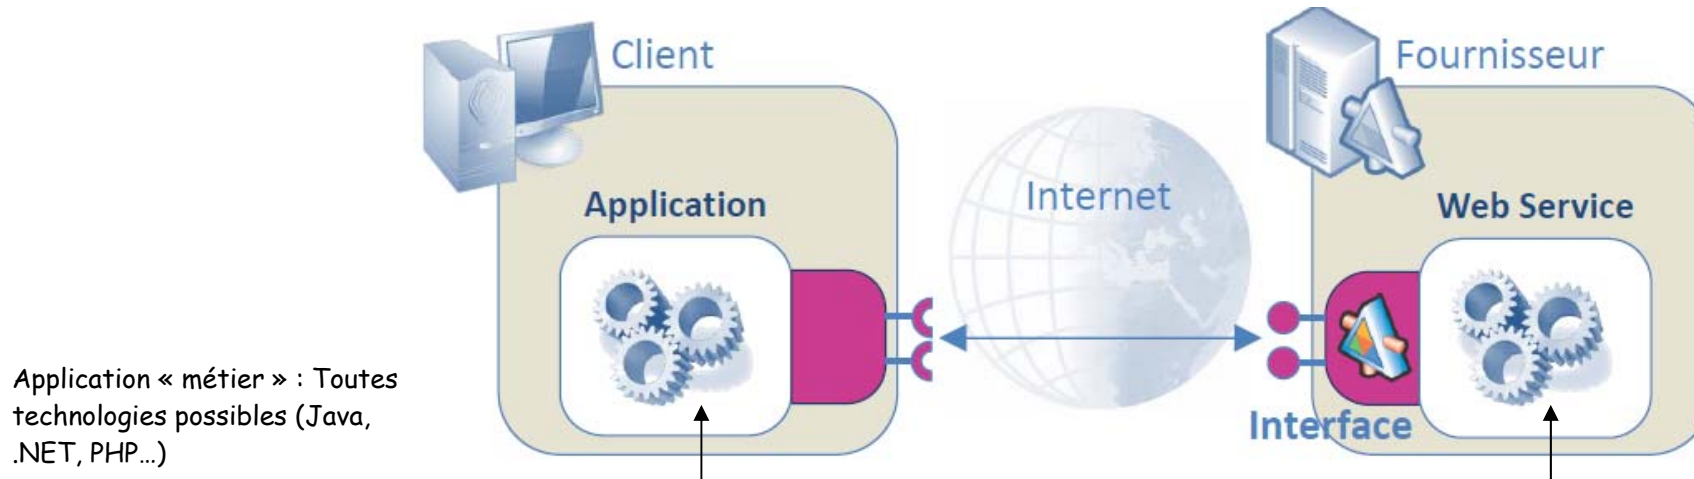 Client
Fournisseur
Application
Internet
Web Service
Application « métier » : Toutes
technologies possibles (Java,
.NET, PHP…)
Interface